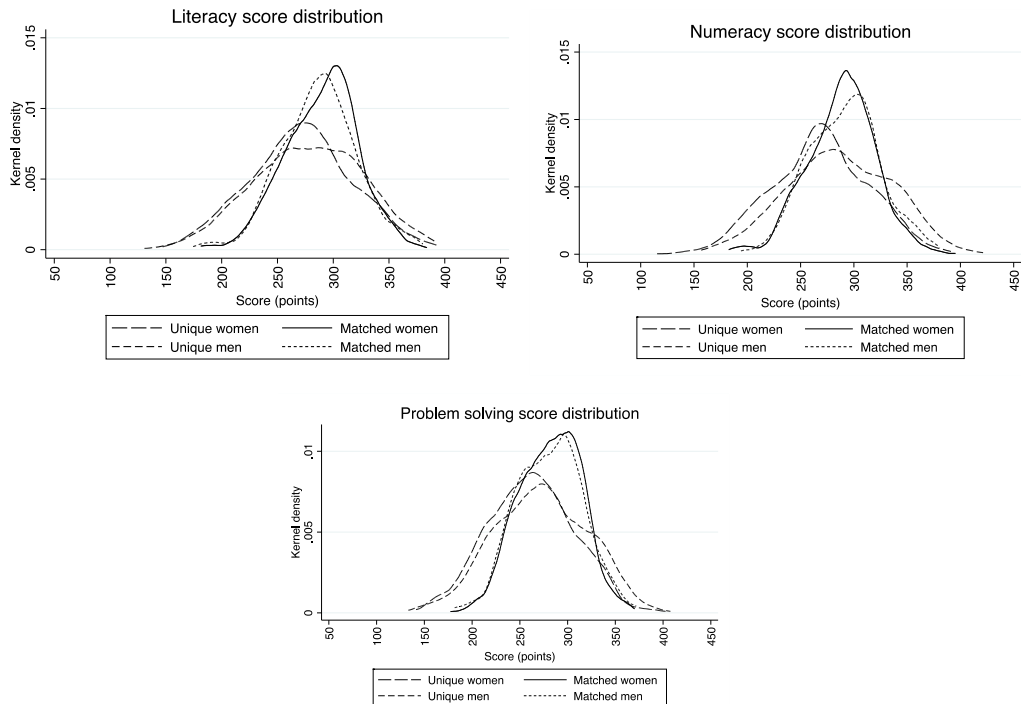 Literacy score distribution
.015
.01
.005
0
Kernel density
50 100 150 200 250 300 350 400 450
Score (points)
Unique women Matched women
Unique men Matched men
Numeracy score distribution
.015
.01
.005
0
Kernel density
50 100 150 200 250 300 350 400 450
Score (points)
Unique women Matched women
Unique men Matched men
Problem solving score distribution
.01
.005
0
Kernel density
50 100 150 200 250 300 350 400 450
Score (points)
Unique women Matched women
Unique men Matched men